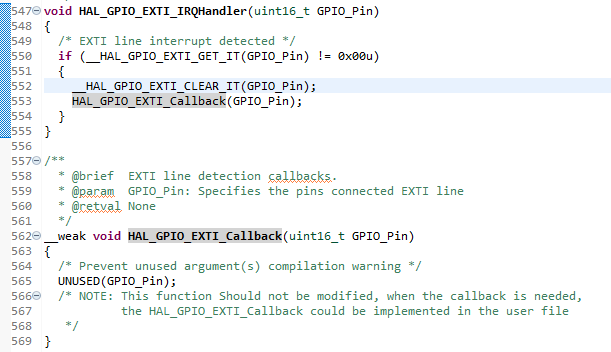 547 void HAL_GPIO_EXTI_IRQHandler(uint16_t GPIO_Pin)
548 {
549   /* EXTI line interrupt detected */
550   if (__HAL_GPIO_EXTI_GET_IT(GPIO_Pin) != 0x00u)
551   {
552     __HAL_GPIO_EXTI_CLEAR_IT(GPIO_Pin);
553     HAL_GPIO_EXTI_Callback(GPIO_Pin);
554   }
555 }
556
557 /**
558   * @brief  EXTI line detection callbacks.
559   * @param  GPIO_Pin: Specifies the pins connected EXTI line
560   * @retval None
561   */
562 __weak void HAL_GPIO_EXTI_Callback(uint16_t GPIO_Pin)
563 {
564   /* Prevent unused argument(s) compilation warning */
565   UNUSED(GPIO_Pin);
566   /* NOTE: This function Should not be modified, when the callback is needed,
567            the HAL_GPIO_EXTI_Callback could be implemented in the user file
568    */
569 }